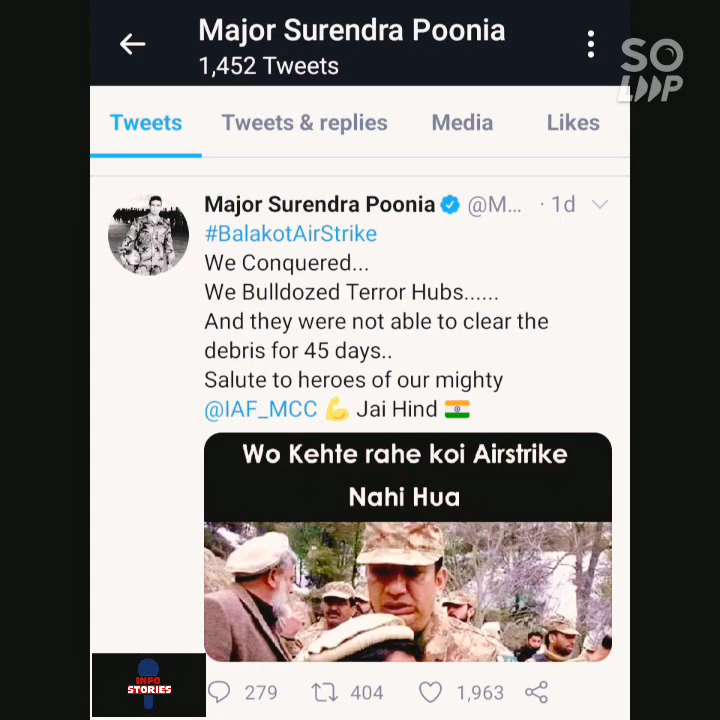 Major Surendra Poonia
1,452 Tweets
SO
LOOP
Tweets Tweets & replies Media Likes
Major Surendra Poonia @M... · 1d
#BalakotAirStrike
We Conquered...
We Bulldozed Terror Hubs......
And they were not able to clear the
debris for 45 days..
Salute to heroes of our mighty
@IAF_MCC 💪 Jai Hind 🇮🇳
Wo Kehte rahe koi Airstrike
Nahi Hua
INFO
STORIES
279 404 1,963